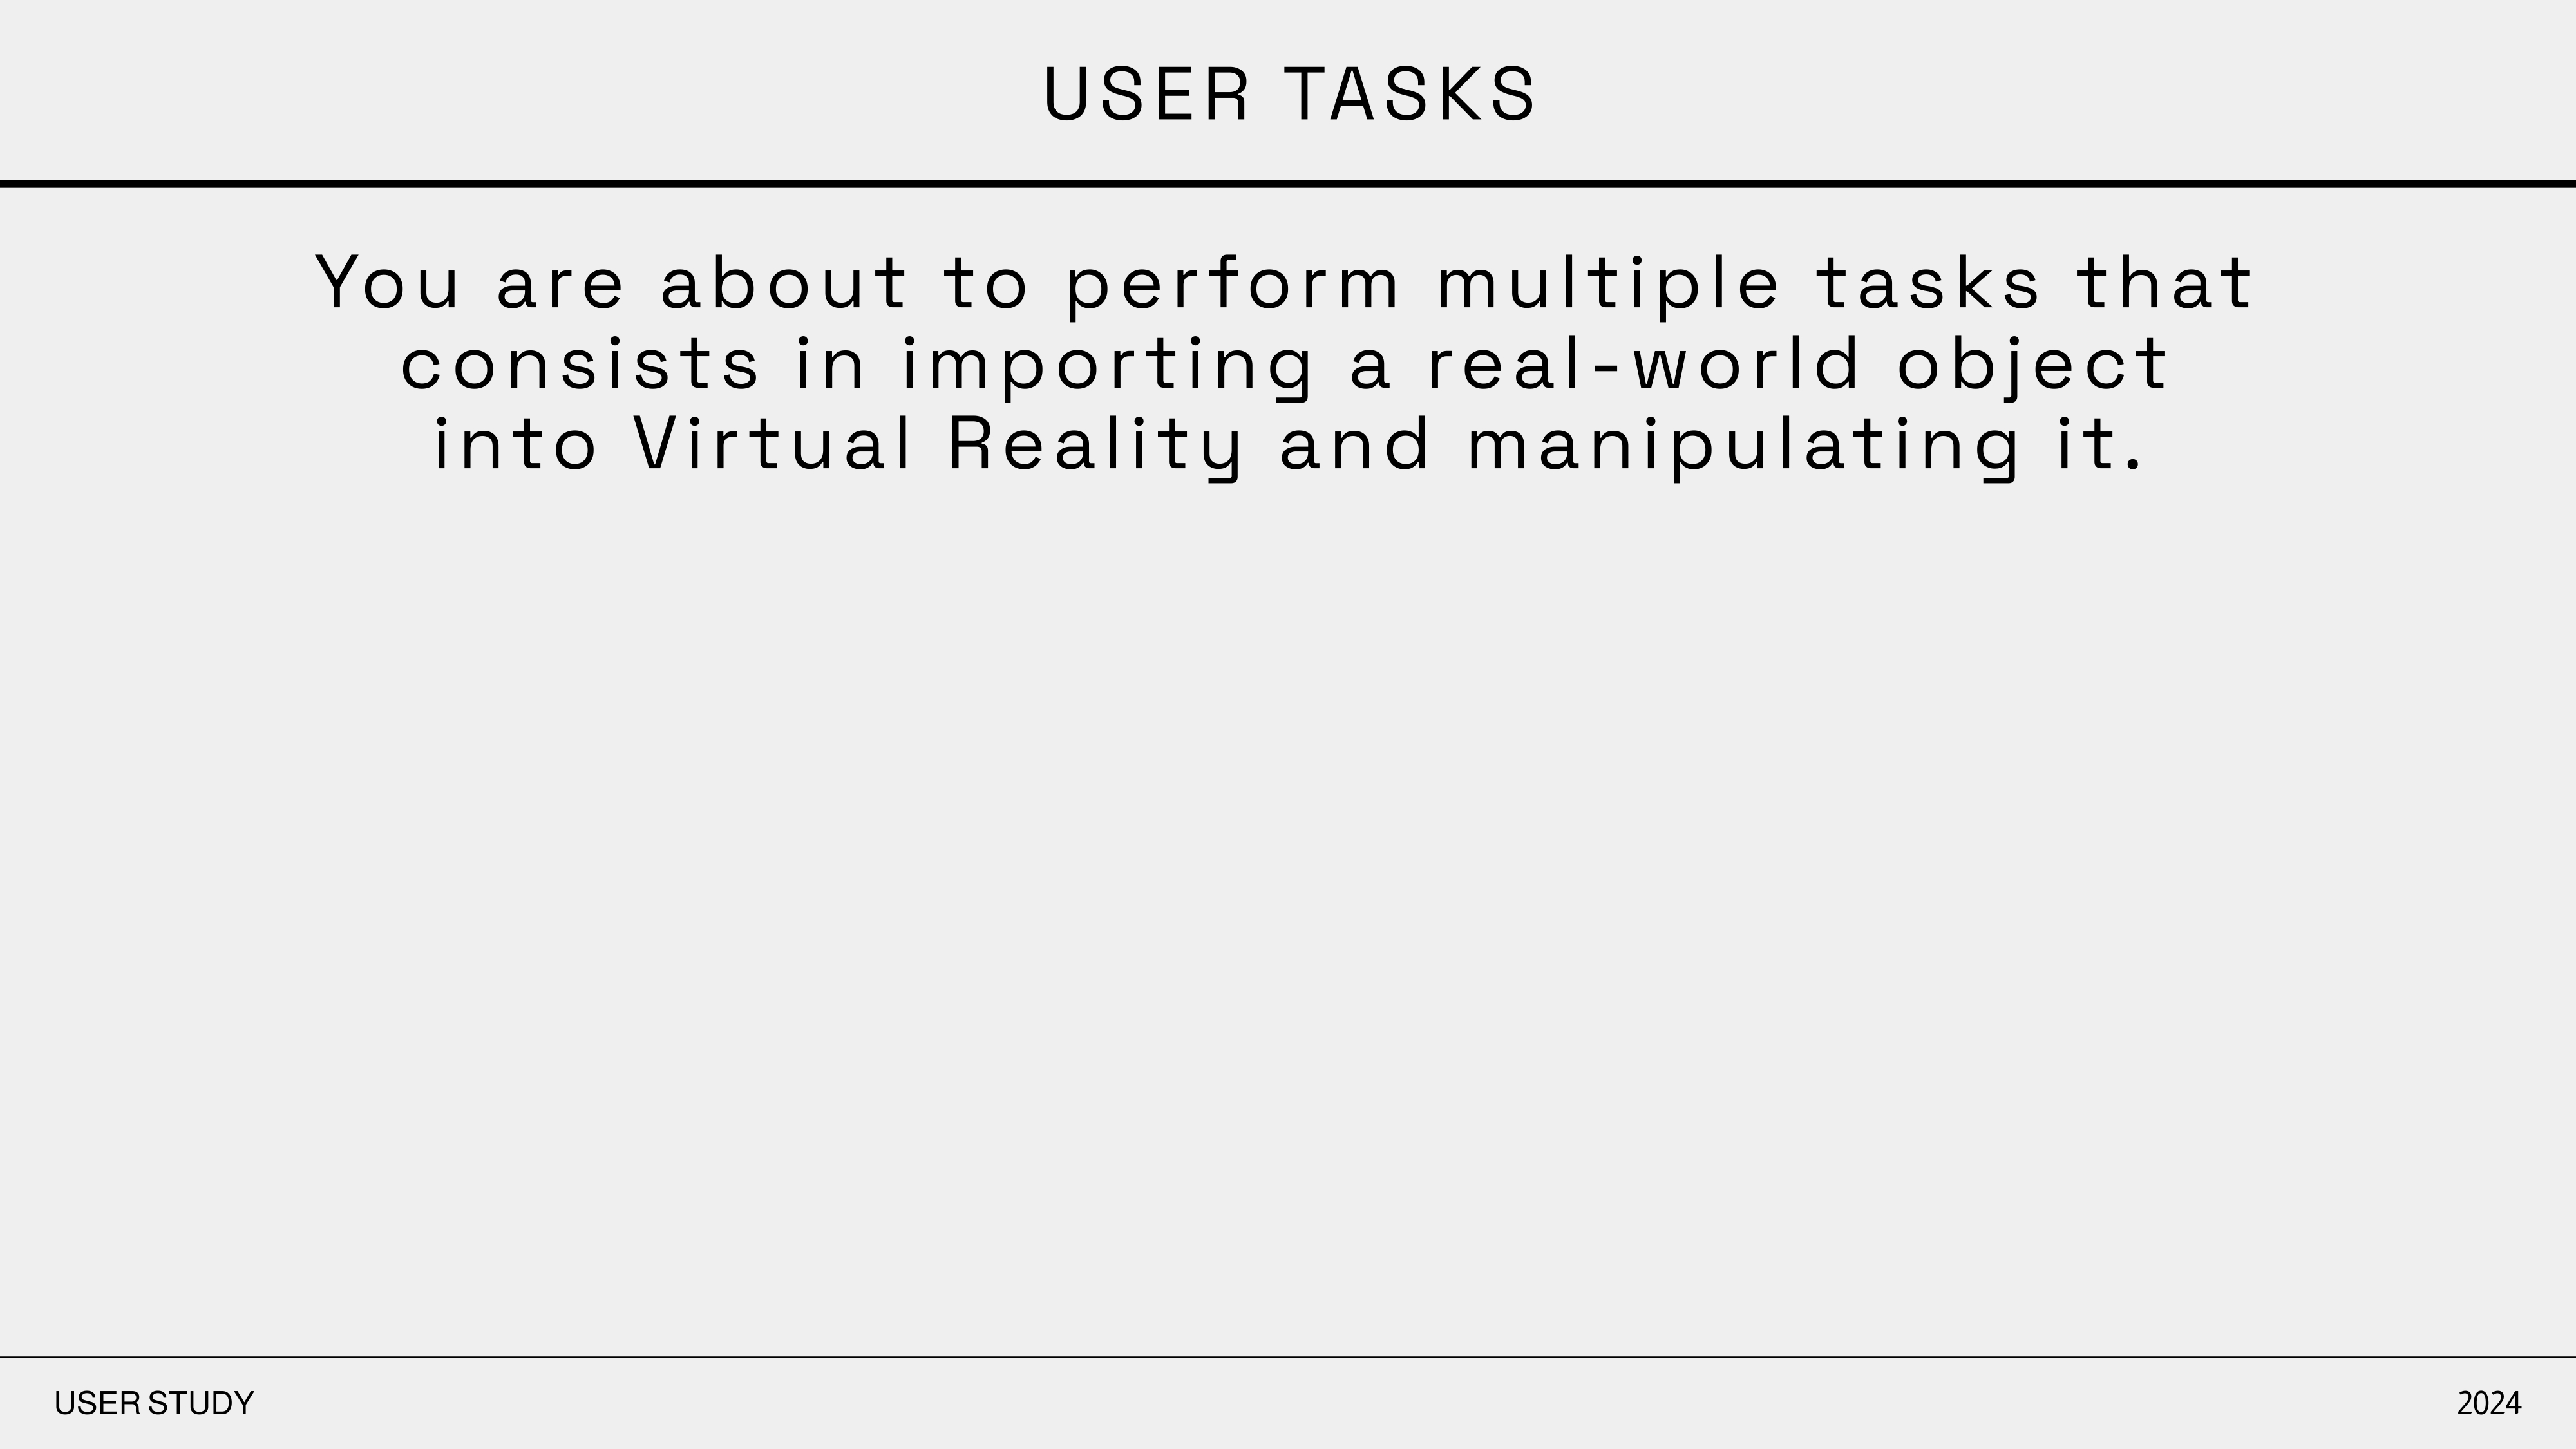 USER TASKS
You are about to perform multiple tasks that
consists in importing a real-world object
into Virtual Reality and manipulating it.
USER STUDY
2024